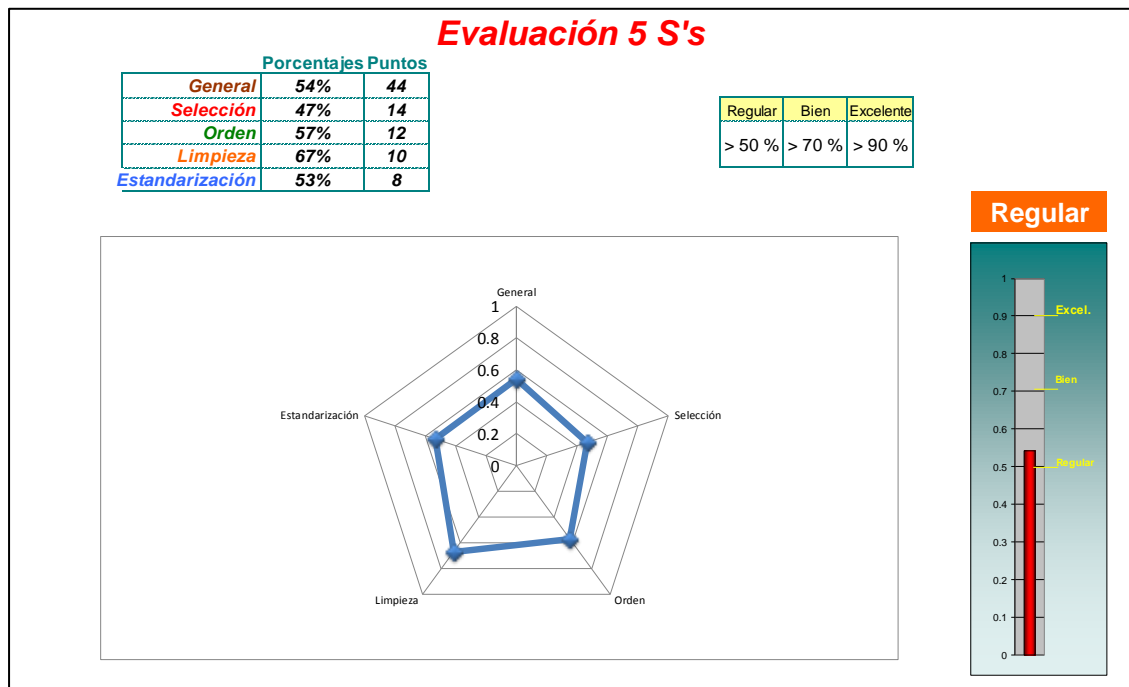 Evaluación 5 S's
Porcentajes Puntos
General 54% 44
Selección 47% 14
Orden 57% 12
Limpieza 67% 10
Estandarización 53% 8
Regular Bien Excelente
> 50 % > 70 % > 90 %
Regular
General
1
0.8
0.6
0.4
0.2
0
Selección
Orden
Limpieza
Estandarización
1
0.9
0.8
0.7
0.6
0.5
0.4
0.3
0.2
0.1
0
Excel.
Bien
Regular